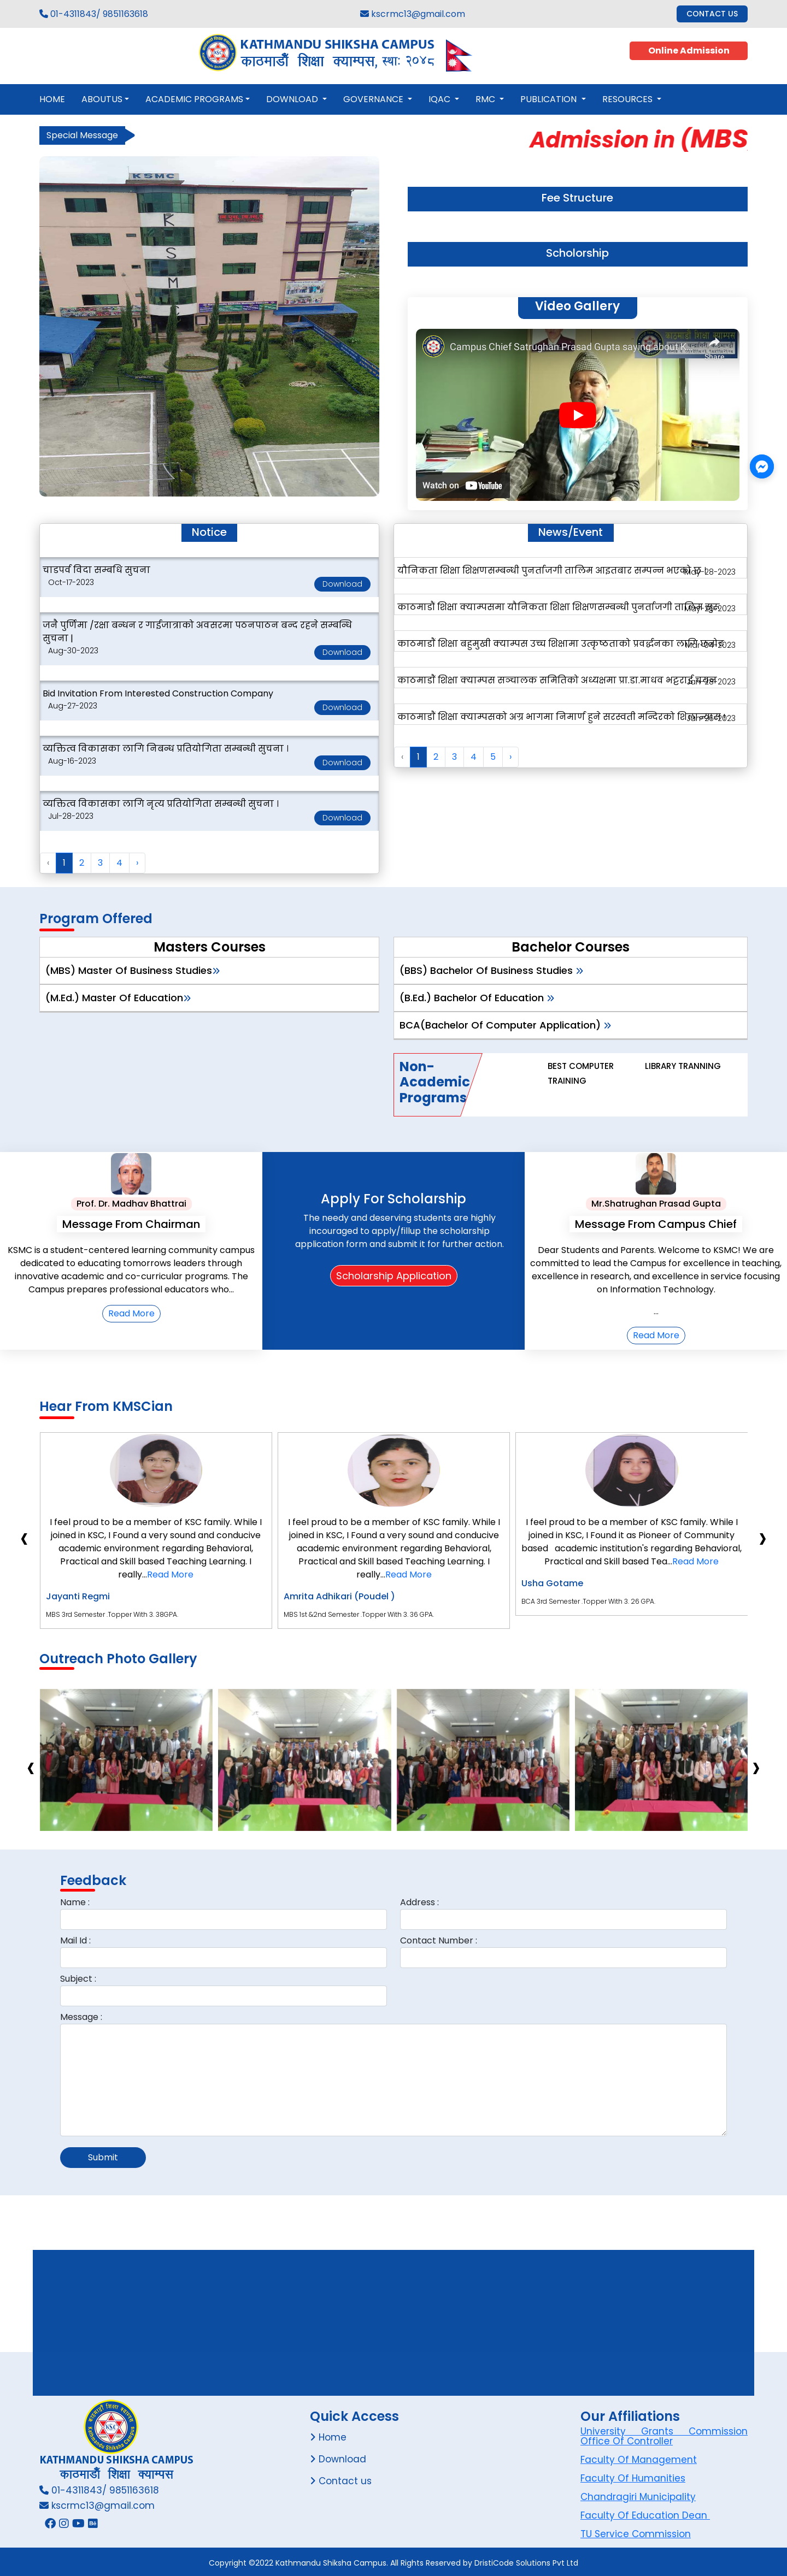 01-4311843/ 9851163618
kscrmc13@gmail.com
CONTACT US
KATHMANDU SHIKSHA CAMPUS
काठमाडौं शिक्षा क्याम्पस, स्था: २०४८
Online Admission
HOME
ABOUTUS
ACADEMIC PROGRAMS
DOWNLOAD
GOVERNANCE
IQAC
RMC
PUBLICATION
RESOURCES
Special Message
Admission in (MBS
KSMC
K S M C
Fee Structure
Scholorship
Video Gallery
Campus Chief Satrughan Prasad Gupta saying about K...
Share
Watch on YouTube
Notice
चाडपर्व विदा सम्बधि सुचना
Oct-17-2023
Download
जनै पुर्णिमा /रक्षा बन्धन र गाईजात्राको अवसरमा पठनपाठन बन्द रहने सम्बन्धि
सुचना |
Aug-30-2023
Download
Bid Invitation From Interested Construction Company
Aug-27-2023
Download
व्यक्तित्व विकासका लागि निबन्ध प्रतियोगिता सम्बन्धी सुचना ।
Aug-16-2023
Download
व्यक्तित्व विकासका लागि नृत्य प्रतियोगिता सम्बन्धी सुचना ।
Jul-28-2023
Download
‹ 1 2 3 4 ›
News/Event
यौनिकता शिक्षा शिक्षणसम्बन्धी पुनर्ताजगी तालिम आइतबार सम्पन्न भएको छ।
May-28-2023
काठमाडौं शिक्षा क्याम्पसमा यौनिकता शिक्षा शिक्षणसम्बन्धी पुनर्ताजगी तालिम सुरु
काठमाडौं शिक्षा बहुमुखी क्याम्पस उच्च शिक्षामा उत्कृष्ठताको प्रवर्द्धनका लागि
काठमाडौं शिक्षा क्याम्पस सञ्चालक समितिको अध्यक्षमा प्रा.डा.माधव भट्टराई चयन
काठमाडौं शिक्षा क्याम्पसको अग्र भागमा निमार्ण हुने सरस्वती मन्दिरको शिलान्यास
‹ 1 2 3 4 5 ›
Program Offered
Masters Courses
(MBS) Master Of Business Studies»
(M.Ed.) Master Of Education»
Bachelor Courses
(BBS) Bachelor Of Business Studies »
(B.Ed.) Bachelor Of Education »
BCA(Bachelor Of Computer Application) »
Non-
Academic
Programs
BEST COMPUTER
TRAINING
LIBRARY TRANNING
Prof. Dr. Madhav Bhattrai
Message From Chairman
KSMC is a student-centered learning community campus
dedicated to educating tomorrows leaders through
innovative academic and co-curricular programs. The
Campus prepares professional educators who...
Read More
Apply For Scholarship
The needy and deserving students are highly
incouraged to apply/fillup the scholarship
application form and submit it for further action.
Scholarship Application
Mr.Shatrughan Prasad Gupta
Message From Campus Chief
Dear Students and Parents. Welcome to KSMC! We are
committed to lead the Campus for excellence in teaching,
excellence in research, and excellence in service focusing
on Information Technology.
...
Read More
Hear From KMSCian
I feel proud to be a member of KSC family. While I
joined in KSC, I Found a very sound and conducive
academic environment regarding Behavioral,
Practical and Skill based Teaching Learning. I
really...Read More
Jayanti Regmi
MBS 3rd Semester .Topper With 3. 38GPA.
I feel proud to be a member of KSC family. While I
joined in KSC, I Found a very sound and conducive
academic environment regarding Behavioral,
Practical and Skill based Teaching Learning. I
really...Read More
Amrita Adhikari (Poudel )
MBS 1st &2nd Semester .Topper With 3. 36 GPA.
I feel proud to be a member of KSC family. While I
joined in KSC, I Found it as Pioneer of Community
based academic institution's regarding Behavioral,
Practical and Skill based Tea...Read More
Usha Gotame
BCA 3rd Semester .Topper With 3. 26 GPA.
Outreach Photo Gallery
Feedback
Name :
Address :
Mail Id :
Contact Number :
Subject :
Message :
Submit
KATHMANDU SHIKSHA CAMPUS
काठमाडौं शिक्षा क्याम्पस
01-4311843/ 9851163618
kscrmc13@gmail.com
Quick Access
Home
Download
Contact us
Our Affiliations
University Grants Commission
Office Of Controller
Faculty Of Management
Faculty Of Humanities
Chandragiri Municipality
Faculty Of Education Dean
TU Service Commission
Copyright ©2022 Kathmandu Shiksha Campus. All Rights Reserved by DristiCode Solutions Pvt Ltd